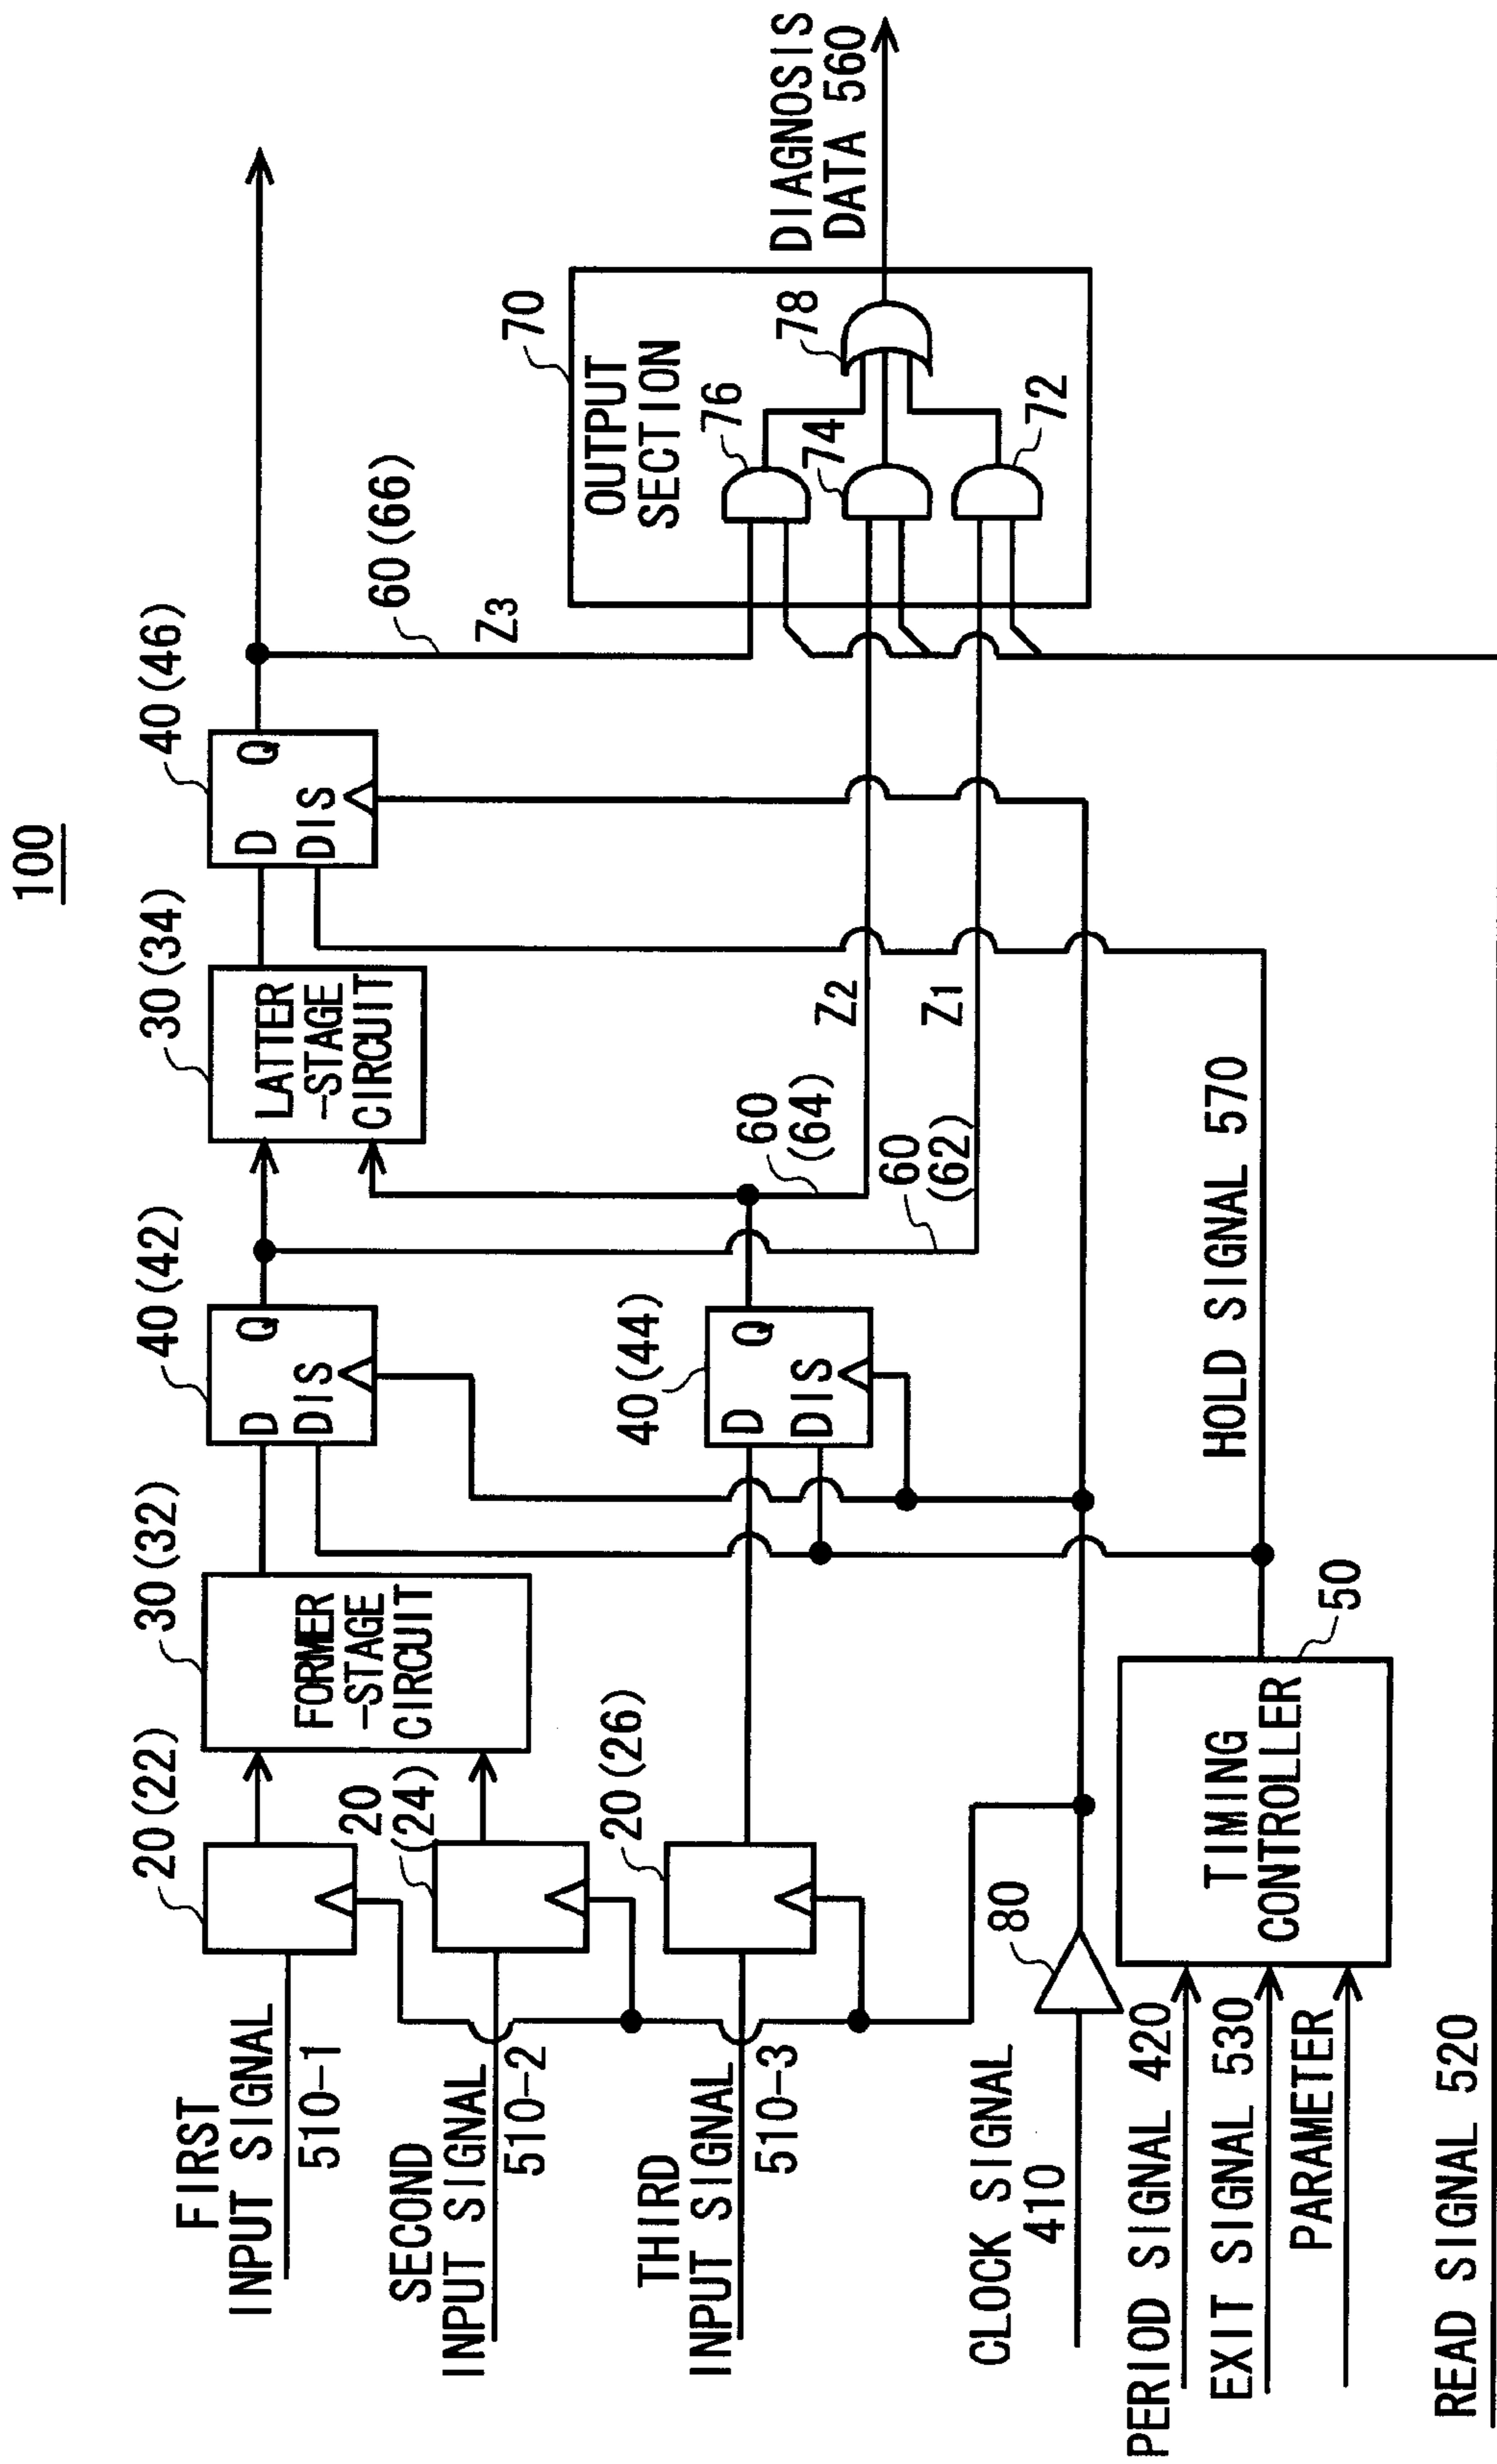 100
FIRST
INPUT SIGNAL
510-1
SECOND
INPUT SIGNAL
510-2
THIRD
INPUT SIGNAL
510-3
CLOCK SIGNAL
410
PERIOD SIGNAL 420
EXIT SIGNAL 530
PARAMETER
READ SIGNAL 520
20(22)
20
(24)
20(26)
80
TIMING
CONTROLLER
50
30(32)
FORMER
-STAGE
CIRCUIT
40(42)
D Q
DIS
40(44)
D Q
DIS
HOLD SIGNAL 570
60
(64)
60
(62)
Z2
Z1
30(34)
LATTER
-STAGE
CIRCUIT
40(46)
D Q
DIS
60(66)
Z3
70
OUTPUT
SECTION
76
74
72
78
DIAGNOSIS
DATA 560